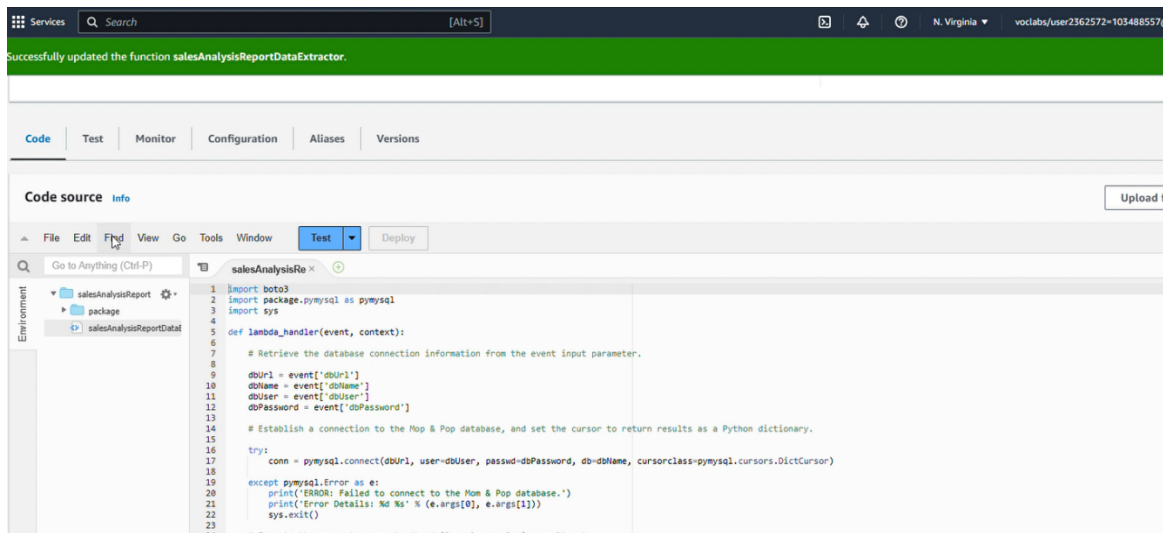 Services Search [Alt+S] N. Virginia ▼ voclabs/user2362572=103488557
Successfully updated the function salesAnalysisReportDataExtractor.
Code Test Monitor Configuration Aliases Versions
Code source Info Upload f
File Edit Find View Go Tools Window Test Deploy
Go to Anything (Ctrl-P) salesAnalysisRe ×
Environment
salesAnalysisReport
package
salesAnalysisReportDataE
1 import boto3
2 import package.pymysql as pymysql
3 import sys
4
5 def lambda_handler(event, context):
6
7 # Retrieve the database connection information from the event input parameter.
8
9 dbUrl = event['dbUrl']
10 dbName = event['dbName']
11 dbUser = event['dbUser']
12 dbPassword = event['dbPassword']
13
14 # Establish a connection to the Mop & Pop database, and set the cursor to return results as a Python dictionary.
15
16 try:
17 conn = pymysql.connect(dbUrl, user=dbUser, passwd=dbPassword, db=dbName, cursorclass=pymysql.cursors.DictCursor)
18
19 except pymysql.Error as e:
20 print('ERROR: Failed to connect to the Mom & Pop database.')
21 print('Error Details: %d %s' % (e.args[0], e.args[1]))
22 sys.exit()
23